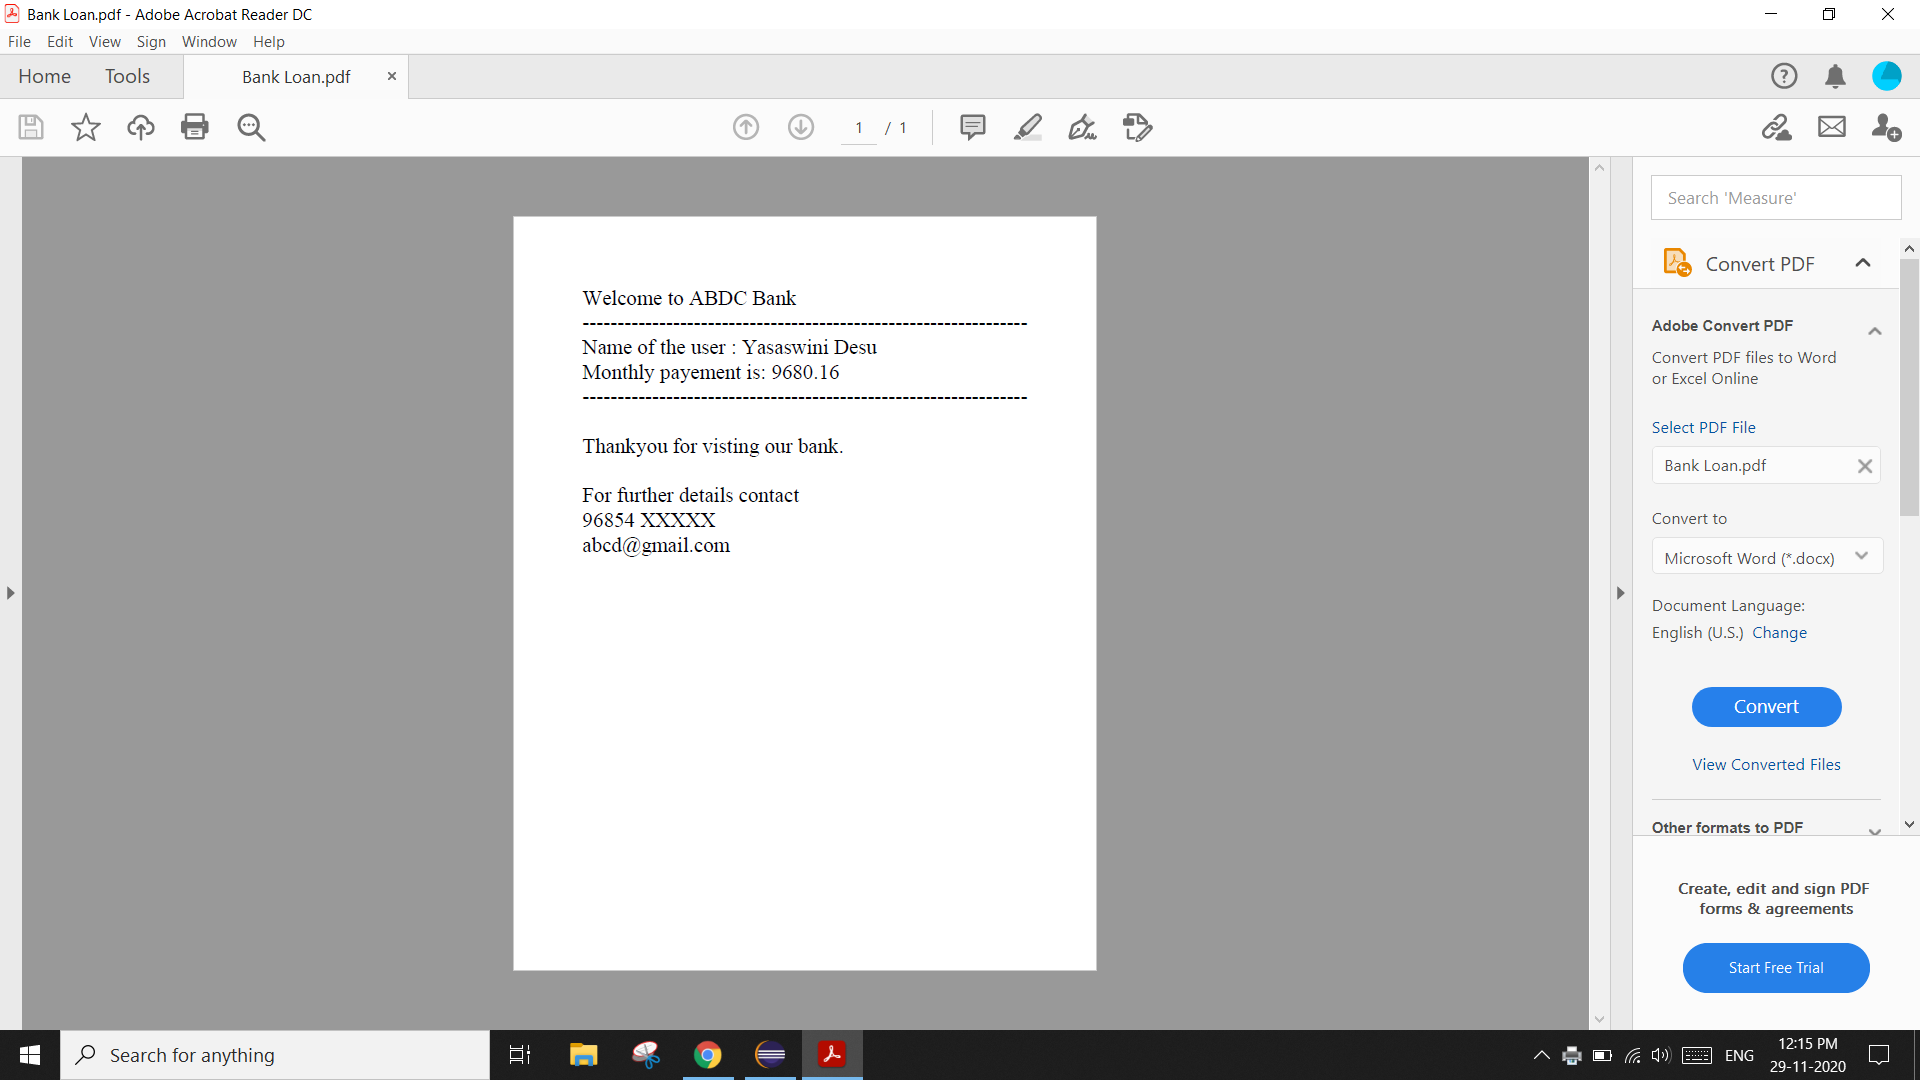 Bank Loan.pdf - Adobe Acrobat Reader DC
File Edit View Sign Window Help
Home Tools Bank Loan.pdf
1 / 1
Welcome to ABDC Bank
----------------------------------------------------------------
Name of the user : Yasaswini Desu
Monthly payement is: 9680.16
----------------------------------------------------------------
Thankyou for visting our bank.
For further details contact
96854 XXXXX
abcd@gmail.com
Search 'Measure'
Convert PDF
Adobe Convert PDF
Convert PDF files to Word
or Excel Online
Select PDF File
Bank Loan.pdf
Convert to
Microsoft Word (*.docx)
Document Language:
English (U.S.) Change
Convert
View Converted Files
Other formats to PDF
Create, edit and sign PDF
forms & agreements
Start Free Trial
Search for anything
ENG
12:15 PM
29-11-2020